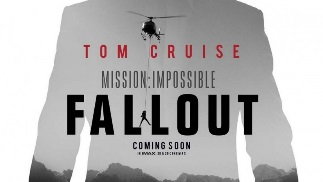 TOM CRUISE
MISSION: IMPOSSIBLE
FALLOUT
COMING SOON